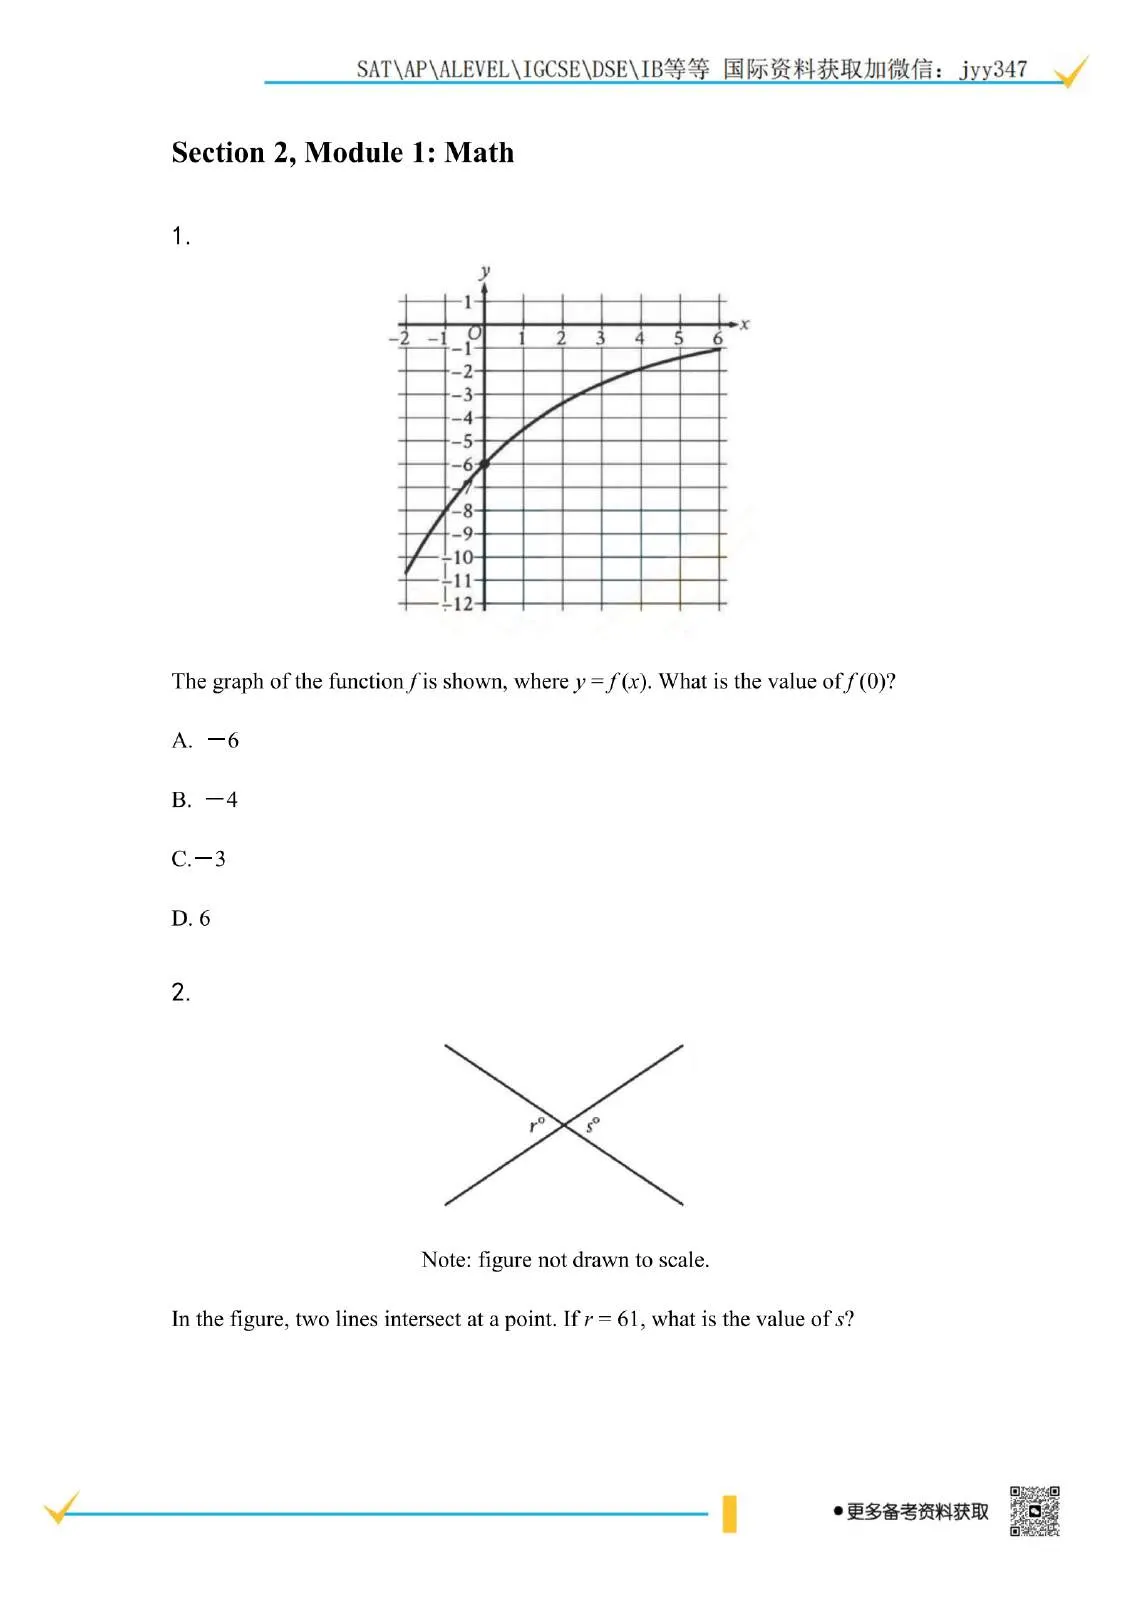 SAT\AP\ALEVEL\IGCSE\DSE\IB等等 国际资料获取加微信：jyy347
Section 2, Module 1: Math
1.
y
1
x
-2 -1 O 1 2 3 4 5 6
-1
-2
-3
-4
-5
-6
-7
-8
-9
-10
-11
-12
The graph of the function f is shown, where y = f (x). What is the value of f (0)?
A. －6
B. －4
C.－3
D. 6
2.
r° s°
Note: figure not drawn to scale.
In the figure, two lines intersect at a point. If r = 61, what is the value of s?
●更多备考资料获取